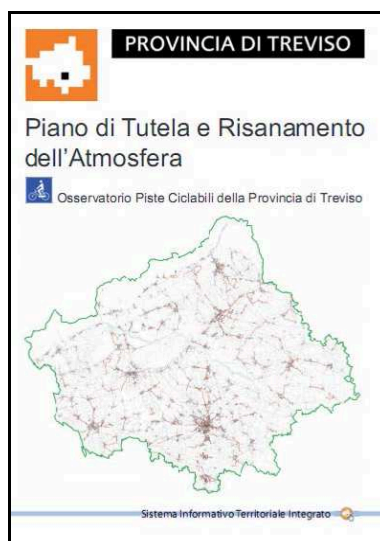 PROVINCIA DI TREVISO
Piano di Tutela e Risanamento
dell'Atmosfera
Osservatorio Piste Ciclabili della Provincia di Treviso
Sistema Informativo Territoriale Integrato